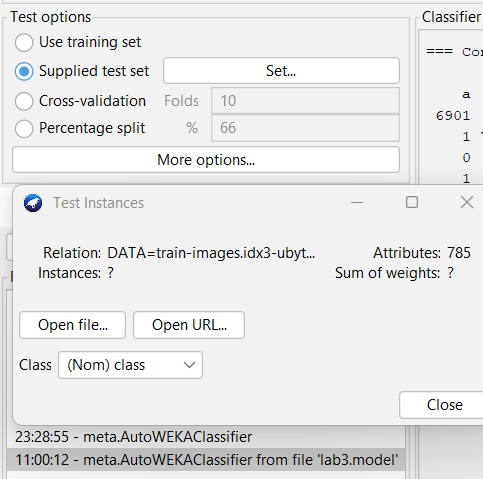 Test options
Classifier
Use training set
=== Cor
Supplied test set
Set...
a
Cross-validation
Folds
10
6901
Percentage split
%
66
1
0
More options...
1
Test Instances
Relation: DATA=train-images.idx3-ubyt...
Attributes: 785
Instances: ?
Sum of weights: ?
Open file...
Open URL...
Class
(Nom) class
Close
23:28:55 - meta.AutoWEKAClassifier
11:00:12 - meta.AutoWEKAClassifier from file 'lab3.model'